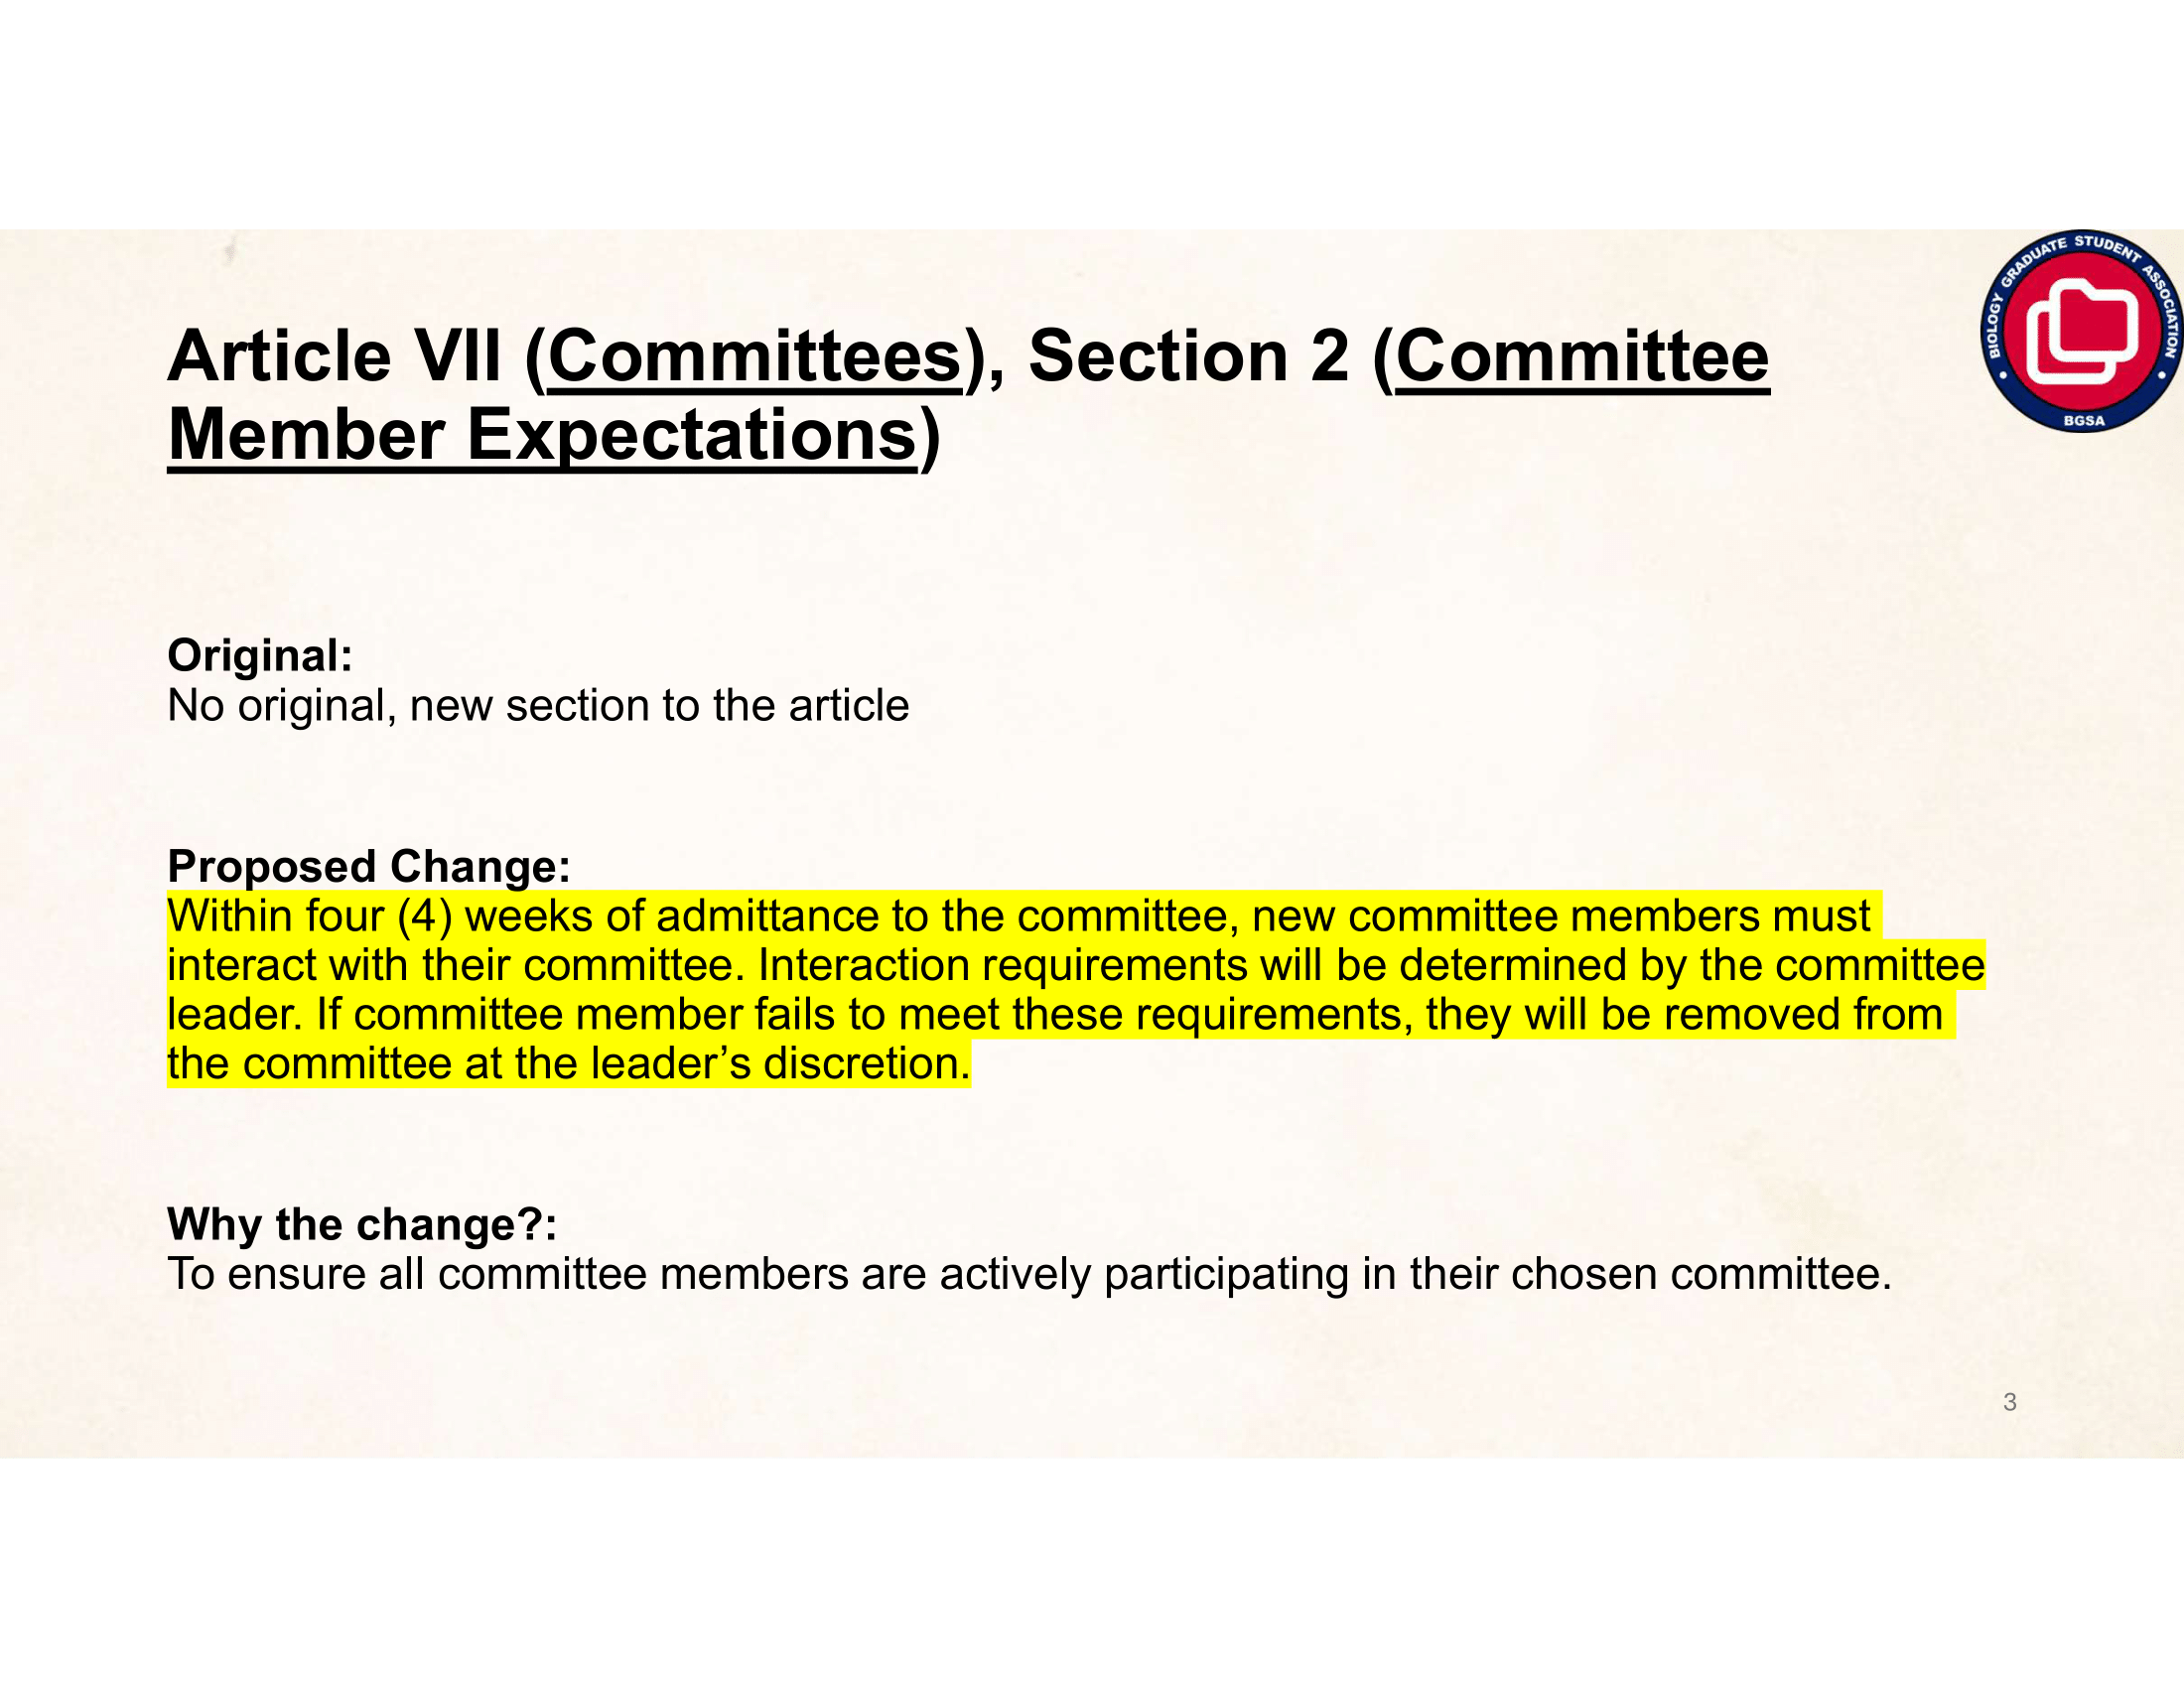 BIOLOGY GRADUATE STUDENT ASSOCIATION
BGSA
Article VII (Committees), Section 2 (Committee
Member Expectations)
Original:
No original, new section to the article
Proposed Change:
Within four (4) weeks of admittance to the committee, new committee members must
interact with their committee. Interaction requirements will be determined by the committee
leader. If committee member fails to meet these requirements, they will be removed from
the committee at the leader’s discretion.
Why the change?:
To ensure all committee members are actively participating in their chosen committee.
3